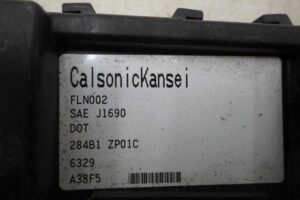 CalsonicKansei
FLN002
SAE J1690
DOT
284B1 ZP01C
6329
A38F5